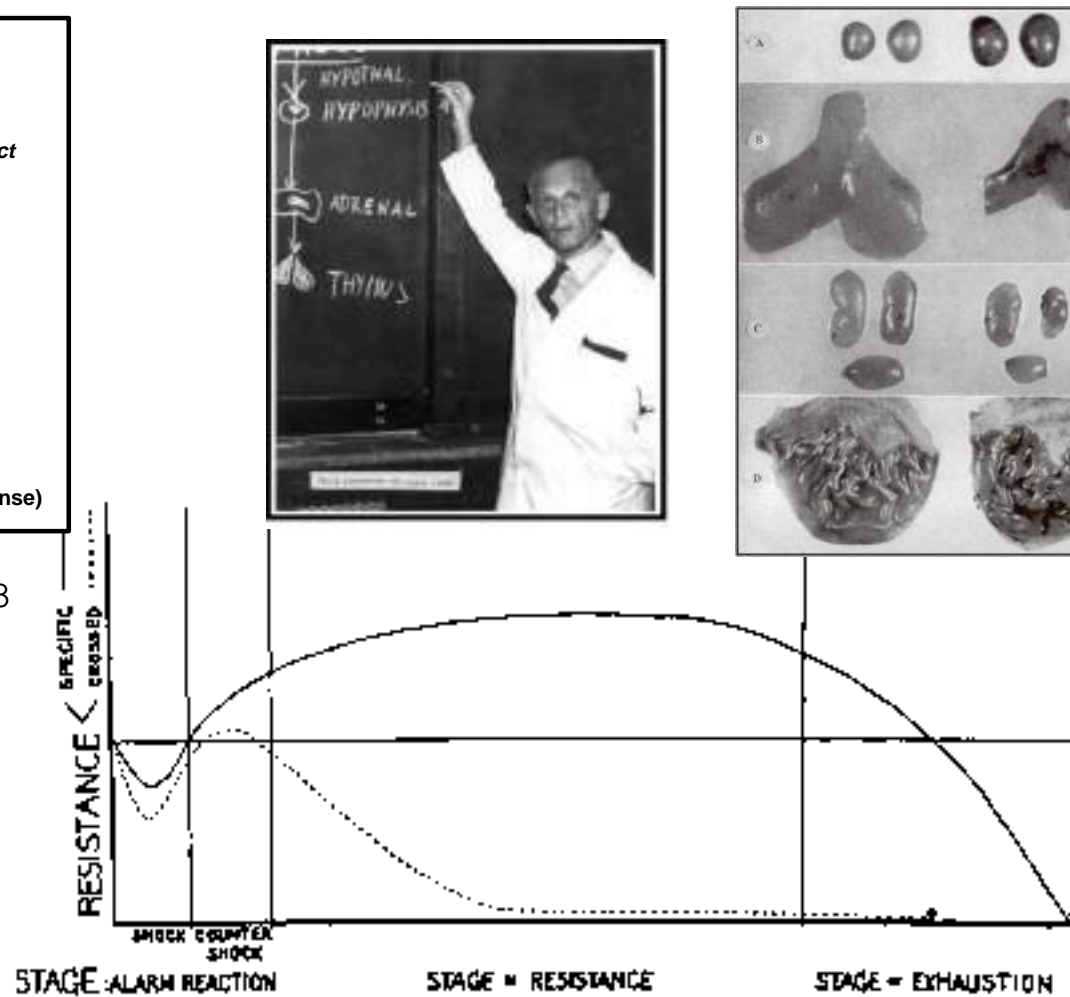 ct
nse)
8
HYPOTHAL.
HYPOPHYSIS
ADRENAL
THYMUS
A
B
C
D
RESISTANCE
SPECIFIC
CROSSED
SHOCK COUNTER
SHOCK
STAGE : ALARM REACTION
STAGE = RESISTANCE
STAGE = EXHAUSTION